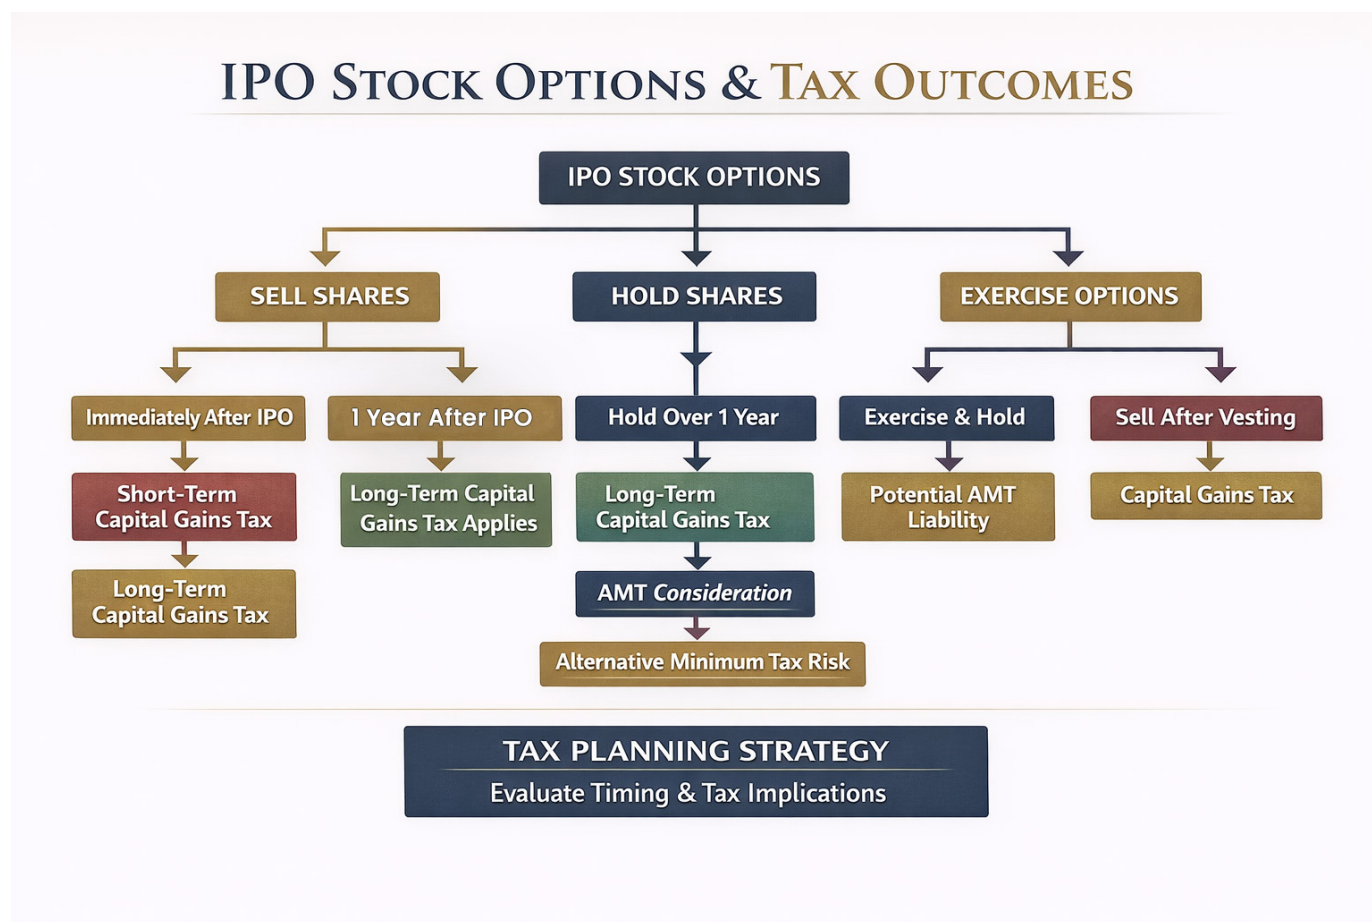 IPO STOCK OPTIONS & TAX OUTCOMES
IPO STOCK OPTIONS
SELL SHARES
HOLD SHARES
EXERCISE OPTIONS
Immediately After IPO
1 Year After IPO
Hold Over 1 Year
Exercise & Hold
Sell After Vesting
Short-Term
Capital Gains Tax
Long-Term Capital
Gains Tax Applies
Long-Term
Capital Gains Tax
Potential AMT
Liability
Capital Gains Tax
Long-Term
Capital Gains Tax
AMT Consideration
Alternative Minimum Tax Risk
TAX PLANNING STRATEGY
Evaluate Timing & Tax Implications